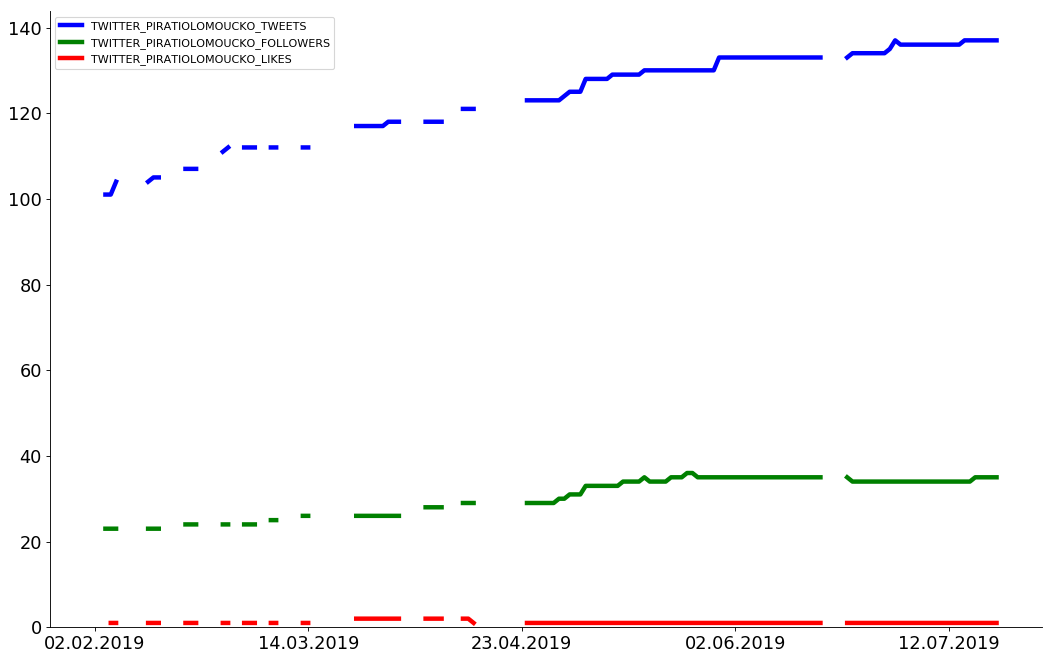 140
120
100
80
60
40
20
0
TWITTER_PIRATIOLOMOUCKO_TWEETS
TWITTER_PIRATIOLOMOUCKO_FOLLOWERS
TWITTER_PIRATIOLOMOUCKO_LIKES
02.02.2019 14.03.2019 23.04.2019 02.06.2019 12.07.2019